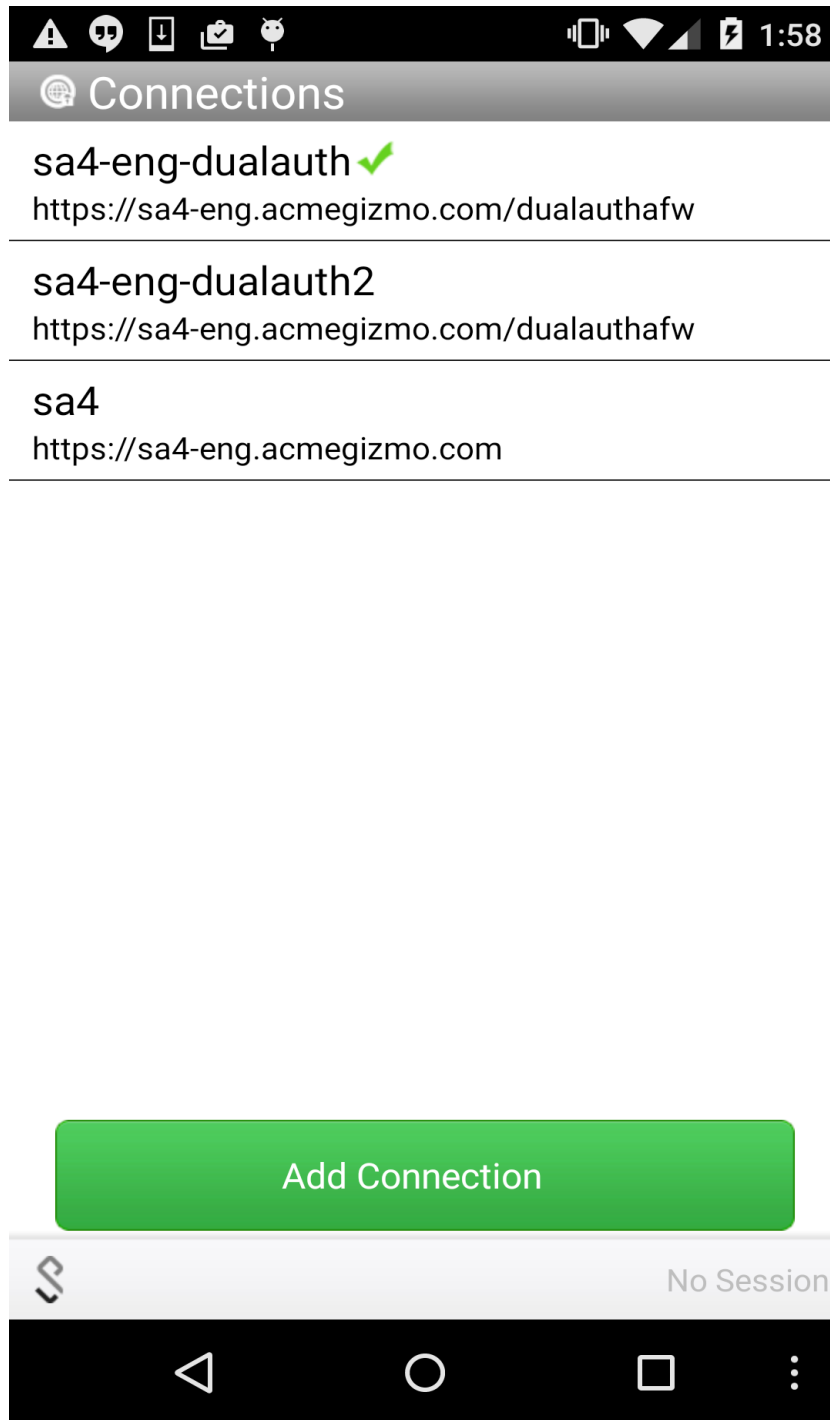 1:58
Connections
sa4-eng-dualauth
https://sa4-eng.acmegizmo.com/dualauthafw
sa4-eng-dualauth2
https://sa4-eng.acmegizmo.com/dualauthafw
sa4
https://sa4-eng.acmegizmo.com
Add Connection
No Session